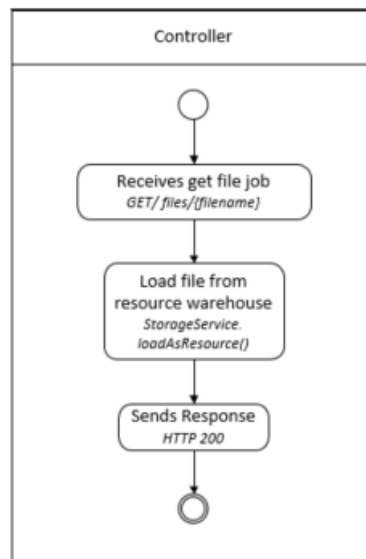 Controller
Receives get file job
GET/ files/{filename}
Load file from
resource warehouse
StorageService.
loadAsResource()
Sends Response
HTTP 200